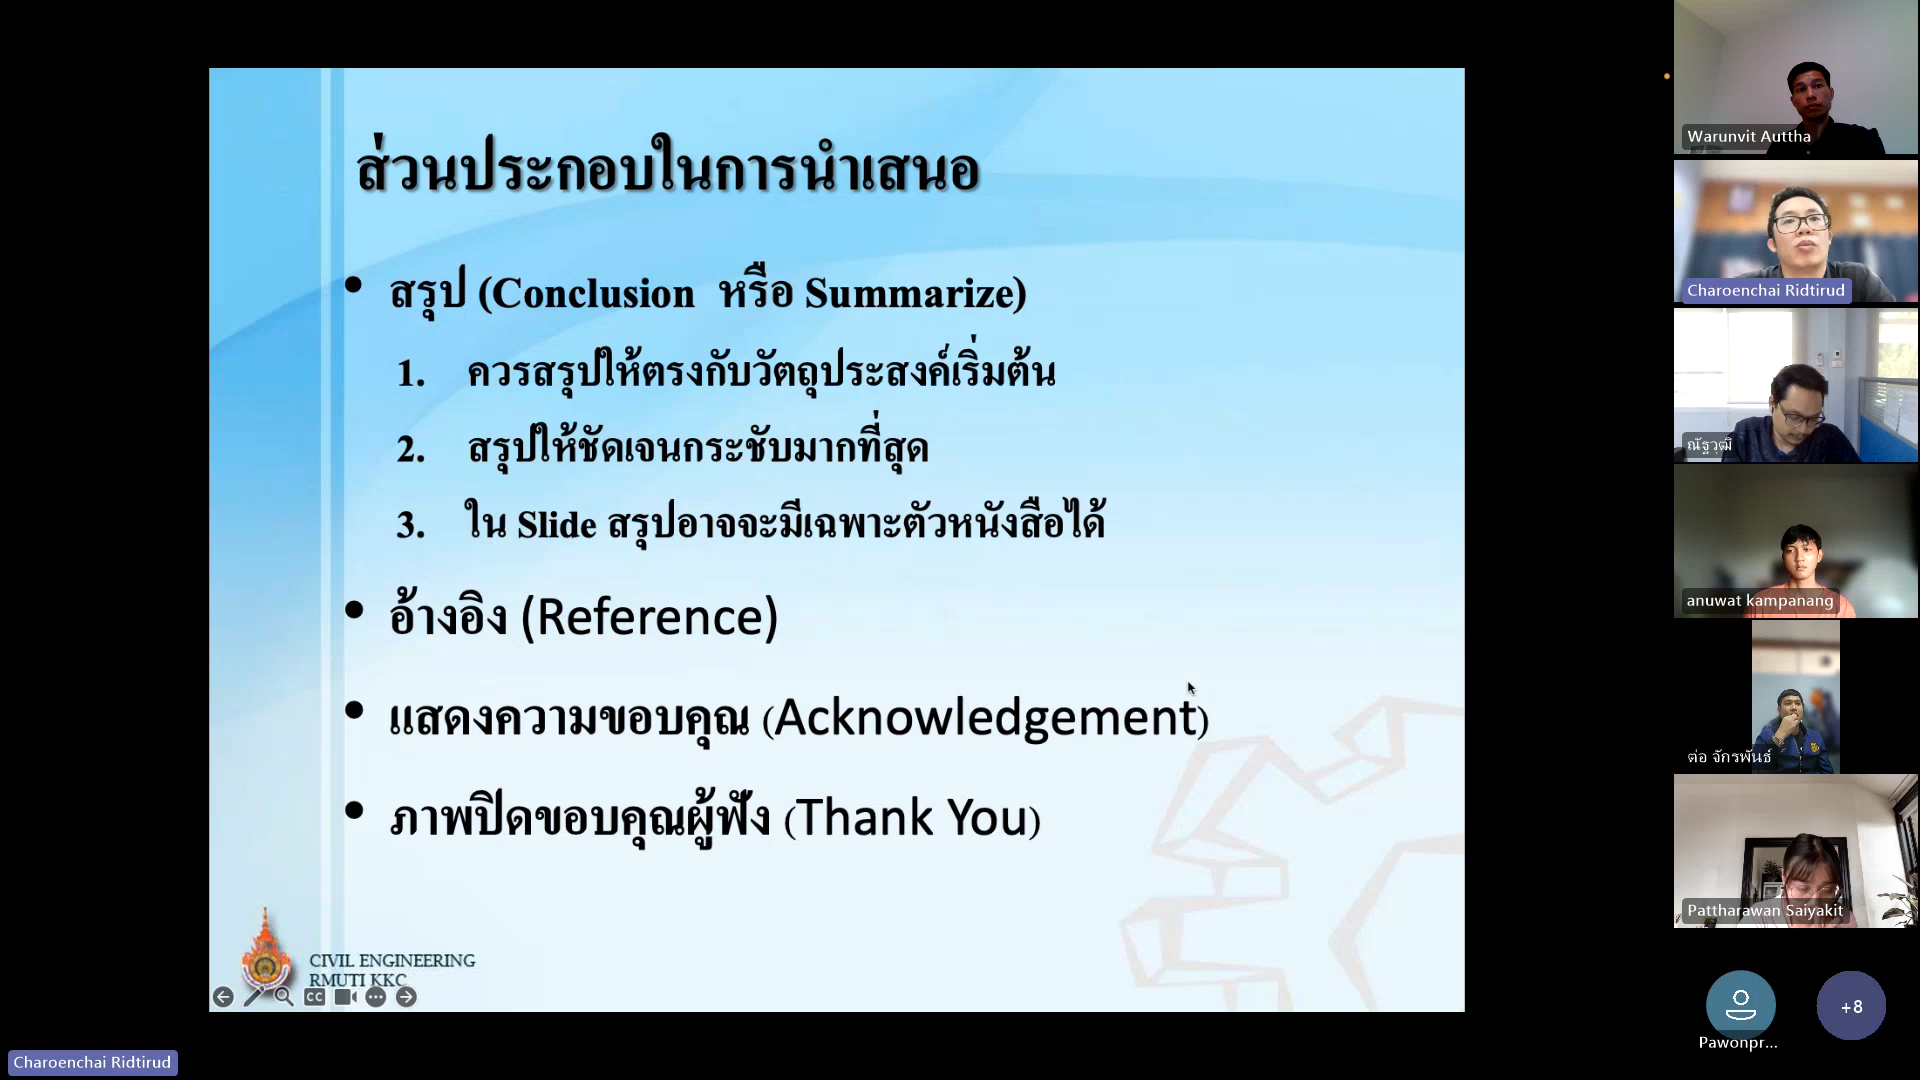 ส่วนประกอบในการนำเสนอ
• สรุป (Conclusion หรือ Summarize)
1. ควรสรุปให้ตรงกับวัตถุประสงค์เริ่มต้น
2. สรุปให้ชัดเจนกระชับมากที่สุด
3. ใน Slide สรุปอาจจะมีเฉพาะตัวหนังสือได้
• อ้างอิง (Reference)
• แสดงความขอบคุณ (Acknowledgement)
• ภาพปิดขอบคุณผู้ฟัง (Thank You)
CIVIL ENGINEERING
RMUTI KKC
CC
Charoenchai Ridtirud
Warunvit Auttha
Charoenchai Ridtirud
ณัฐวุฒิ
anuwat kampanang
ต่อ จักรพันธ์
Pattharawan Saiyakit
Pawonpr...
+8